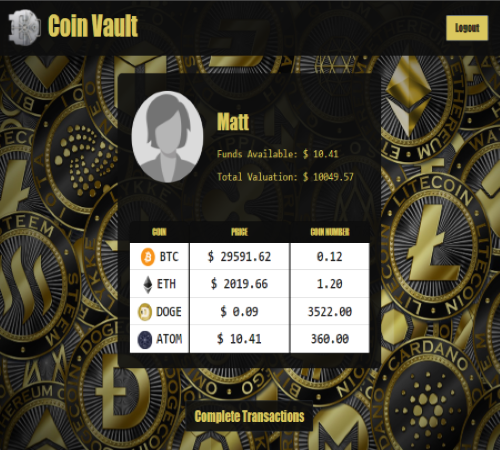 Coin Vault
Logout
Matt
Funds Available: $ 10.41
Total Valuation: $ 10049.57
COIN PRICE COIN NUMBER
BTC $ 29591.62 0.12
ETH $ 2019.66 1.20
DOGE $ 0.09 3522.00
ATOM $ 10.41 360.00
Complete Transactions
LITECOIN
CARDANO